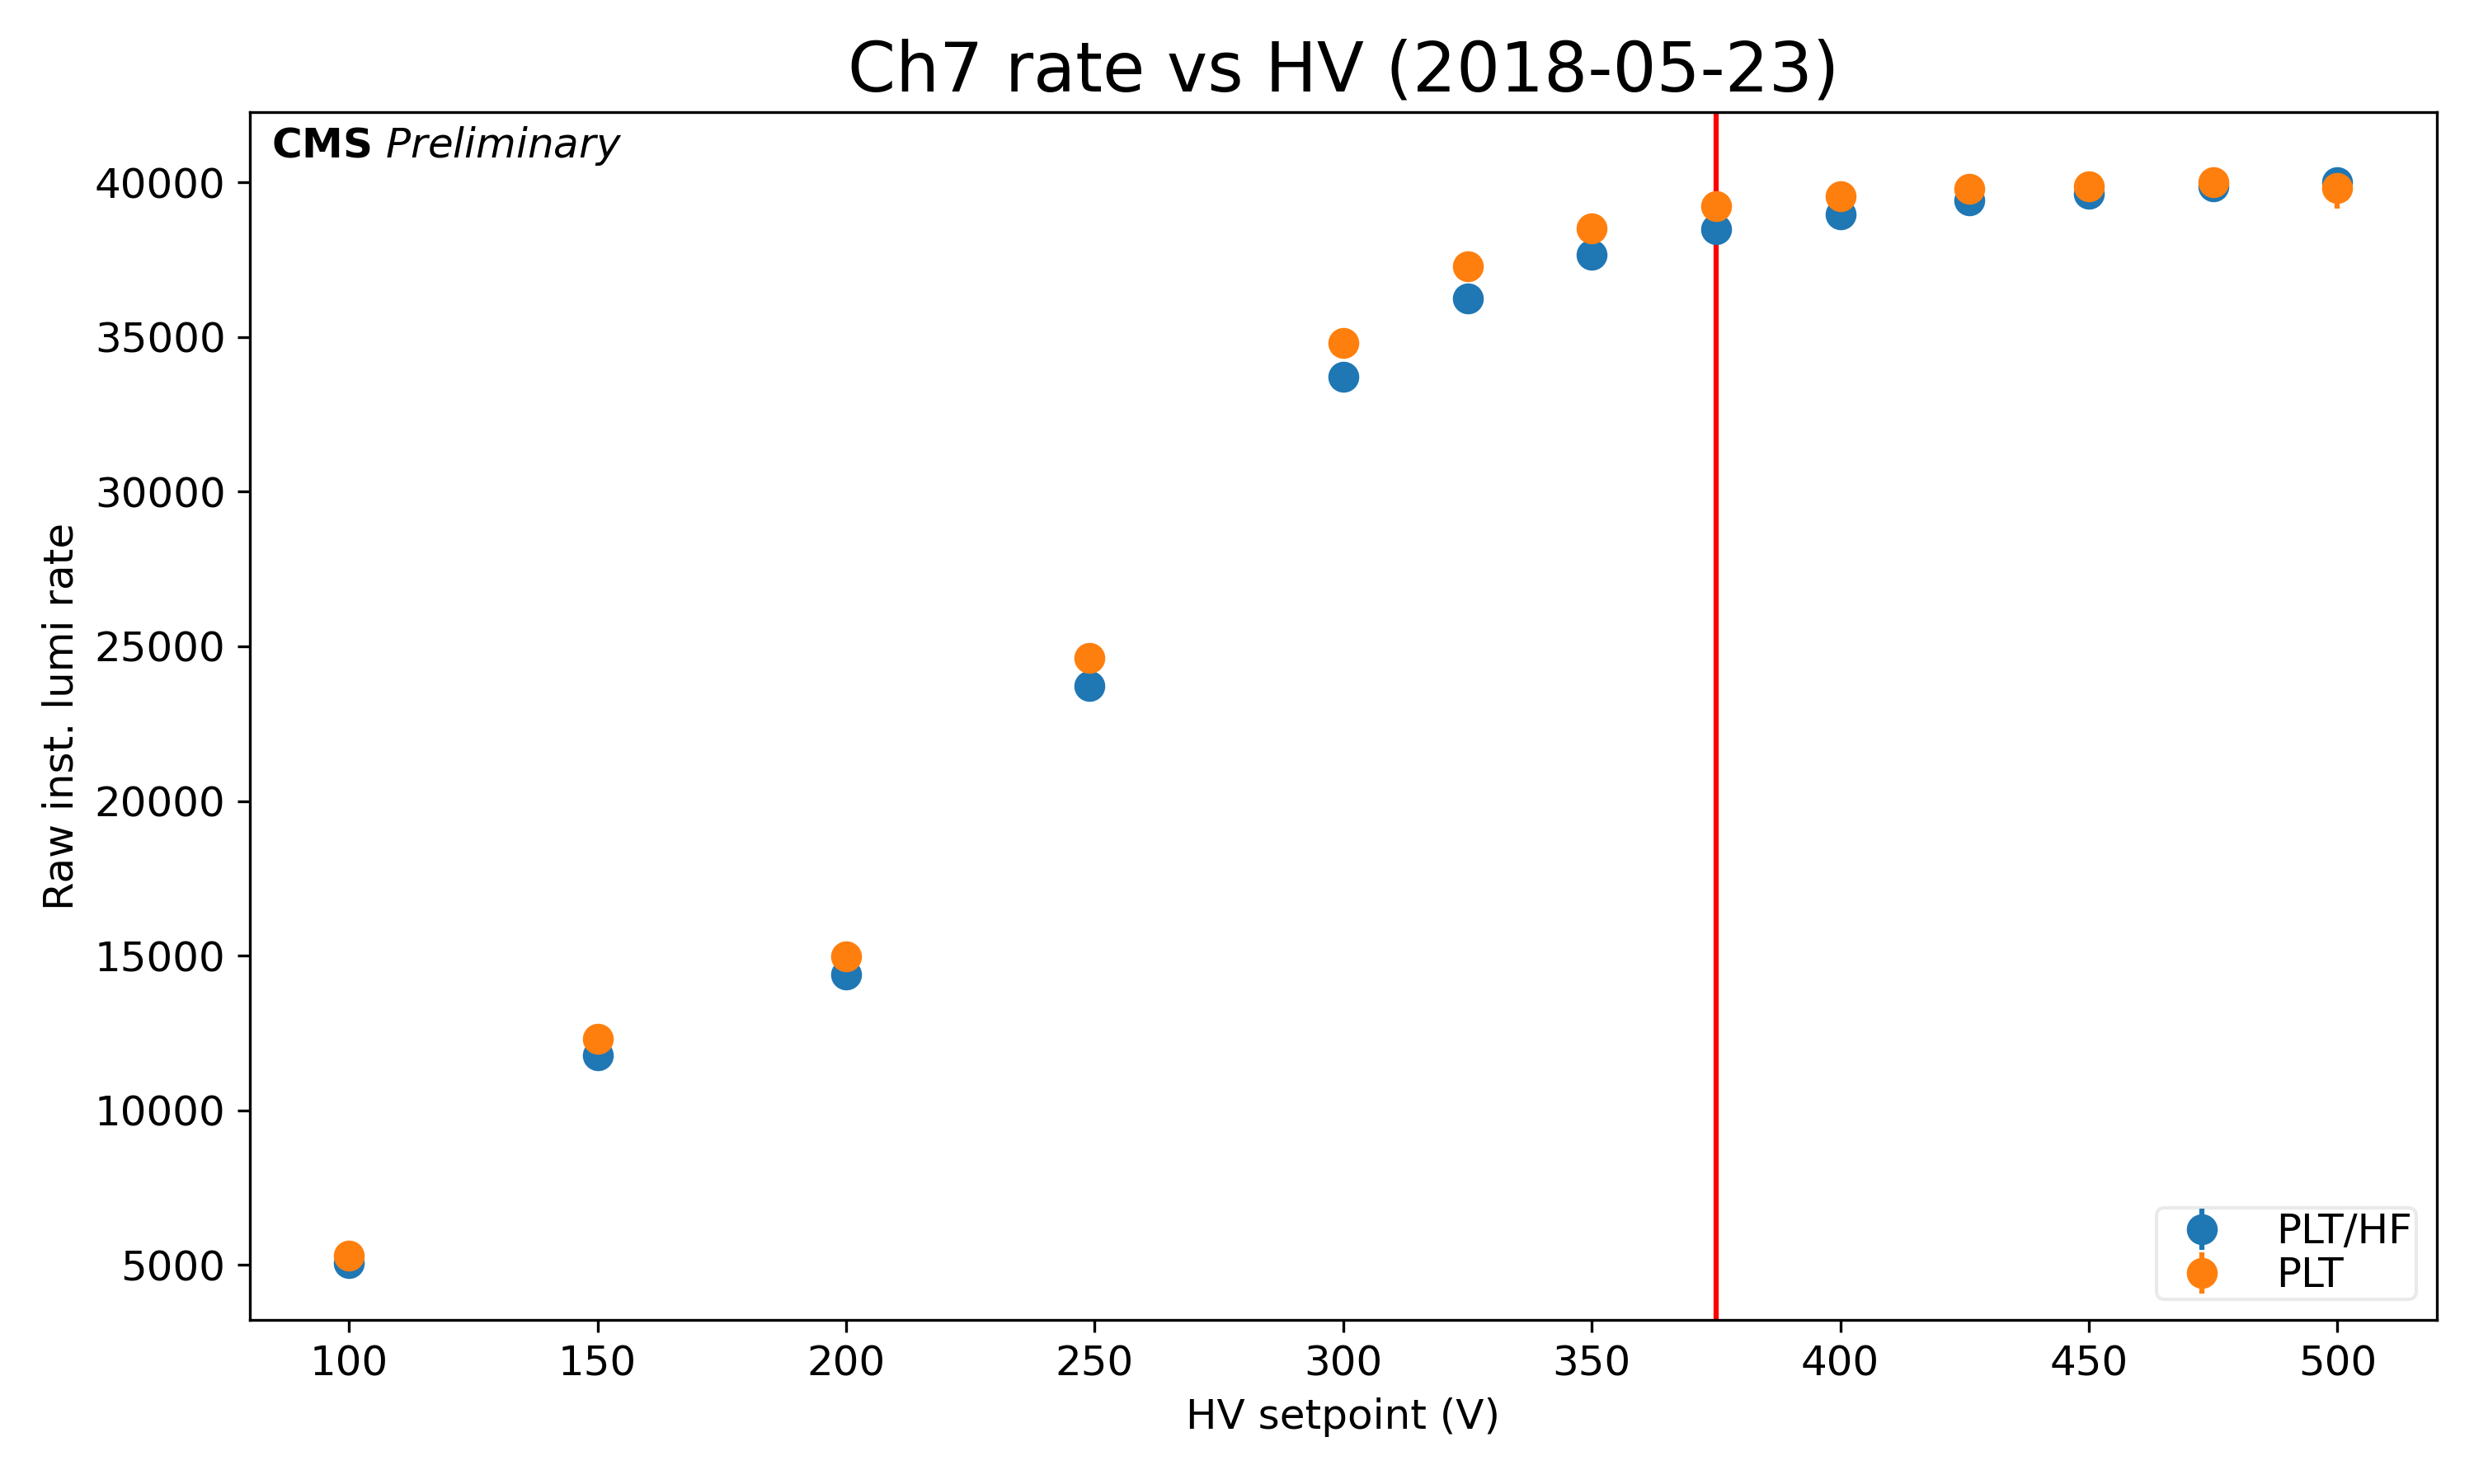 Ch7 rate vs HV (2018-05-23)
CMS Preliminary
40000
35000
30000
25000
20000
15000
10000
5000
Raw inst. lumi rate
100 150 200 250 300 350 400 450 500
HV setpoint (V)
PLT/HF
PLT